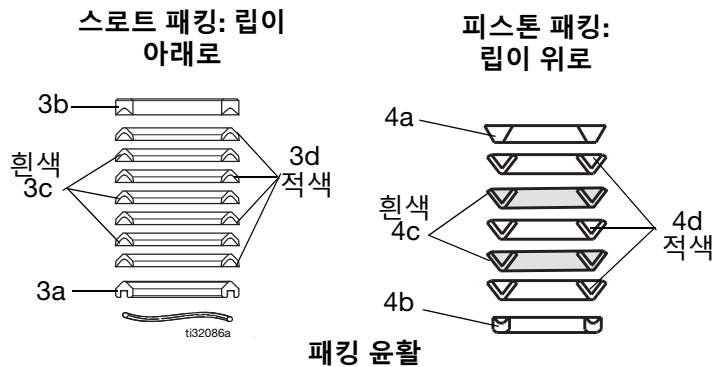 스로트 패킹: 립이
아래로
3b
흰색
3c
3d
적색
3a
ti32086a
피스톤 패킹:
립이 위로
4a
흰색
4c
4d
적색
4b
패킹 윤활